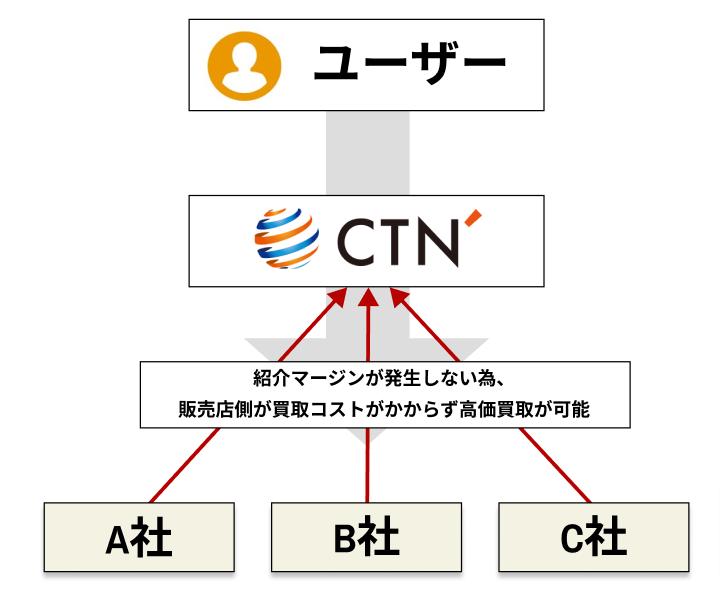 ユーザー
CTN
紹介マージンが発生しない為、
販売店側が買取コストがかからず高価買取が可能
A社
B社
C社